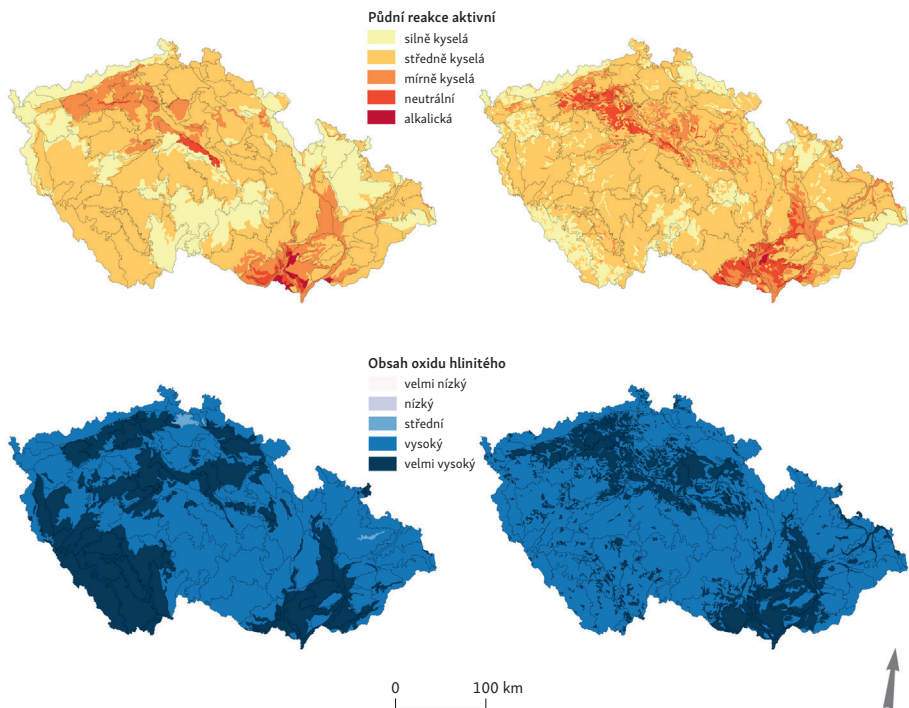 Půdní reakce aktivní
silně kyselá
středně kyselá
mírně kyselá
neutrální
alkalická
Obsah oxidu hlinitého
velmi nízký
nízký
střední
vysoký
velmi vysoký
0 100 km